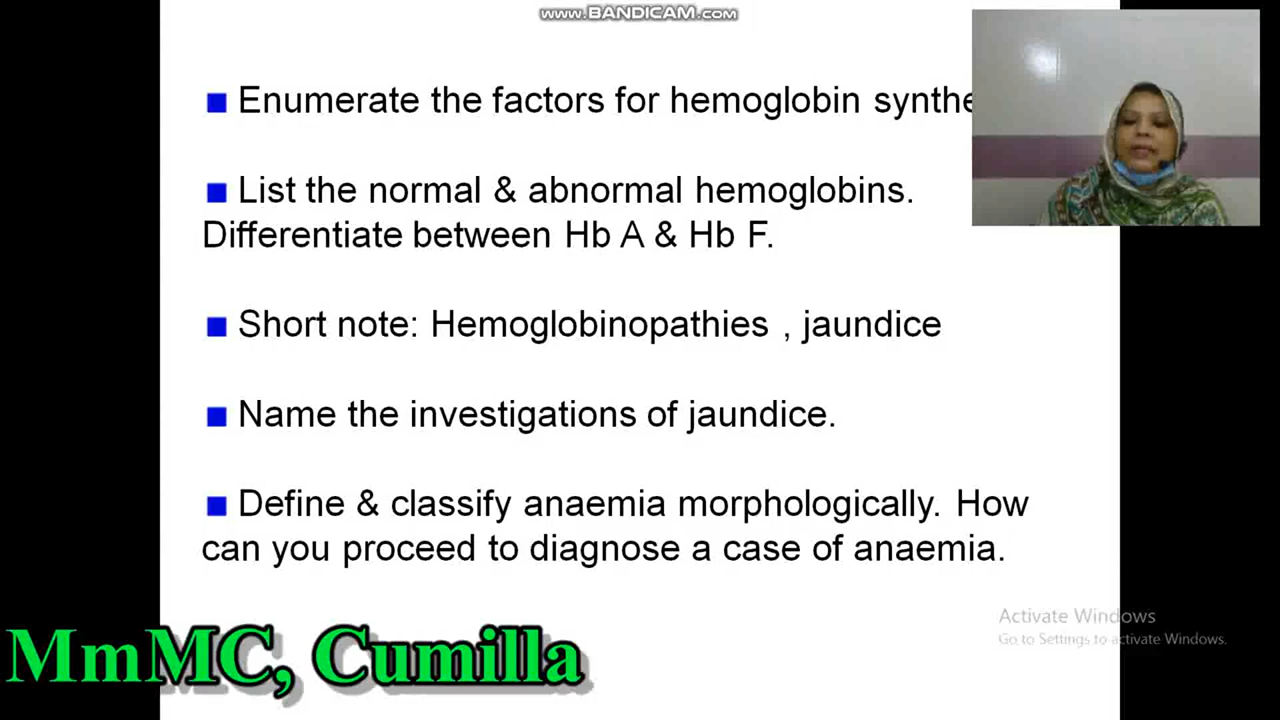 www.BANDICAM.com
Enumerate the factors for hemoglobin synthe
List the normal & abnormal hemoglobins.
Differentiate between Hb A & Hb F.
Short note: Hemoglobinopathies , jaundice
Name the investigations of jaundice.
Define & classify anaemia morphologically. How
can you proceed to diagnose a case of anaemia.
Activate Windows
Go to Settings to activate Windows.
MmMC, Cumilla